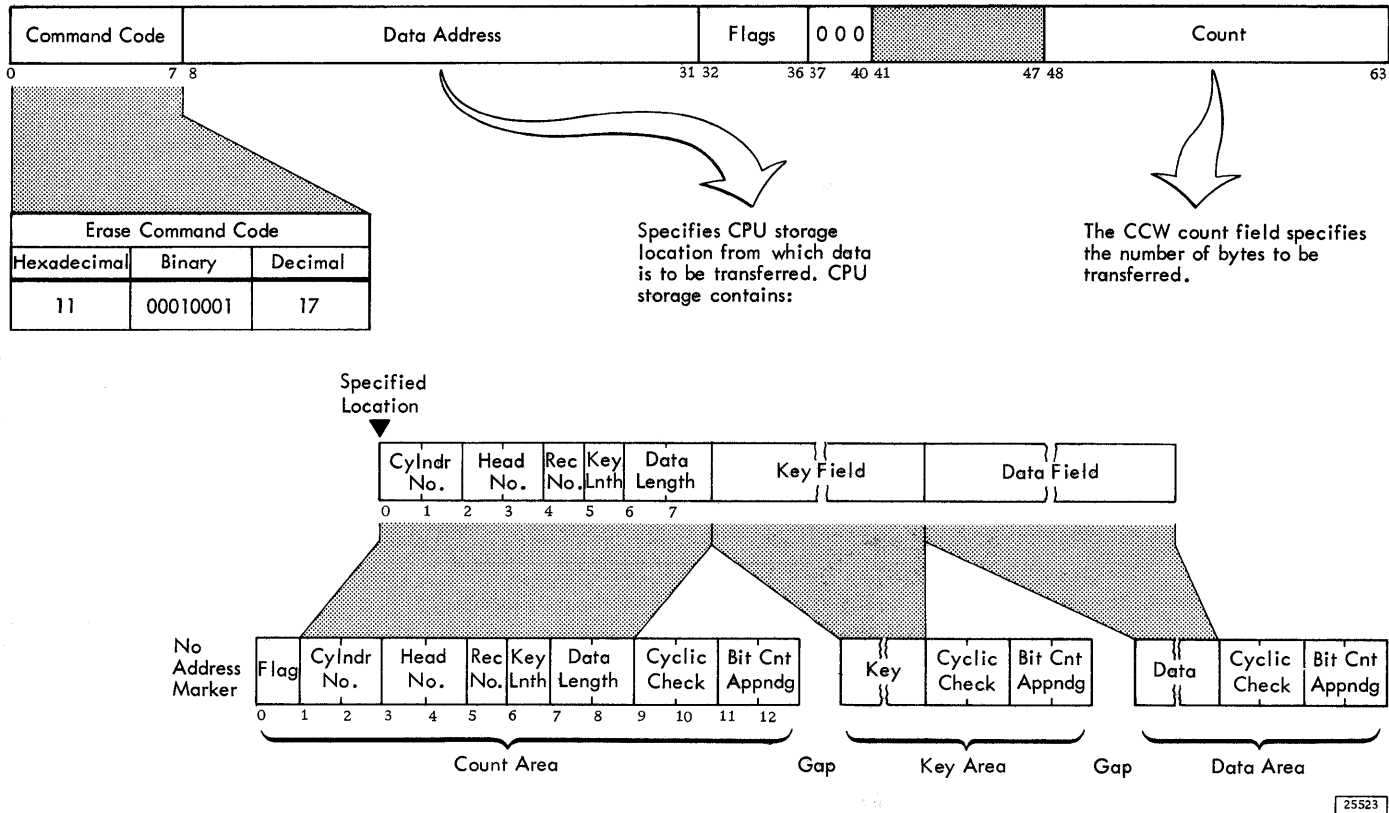 Command Code Data Address Flags 0 0 0 Count
0 7 8 31 32 36 37 40 41 47 48 63
Erase Command Code
Hexadecimal Binary Decimal
11 00010001 17
Specifies CPU storage
location from which data
is to be transferred. CPU
storage contains:
The CCW count field specifies
the number of bytes to be
transferred.
Specified
Location
Cylndr No. Head No. Rec No. Key Lnth Data Length Key Field Data Field
0 1 2 3 4 5 6 7
No
Address
Marker
Flag Cylndr No. Head No. Rec No. Key Lnth Data Length Cyclic Check Bit Cnt Appndg Key Cyclic Check Bit Cnt Appndg Data Cyclic Check Bit Cnt Appndg
0 1 2 3 4 5 6 7 8 9 10 11 12
Count Area Gap Key Area Gap Data Area
25523